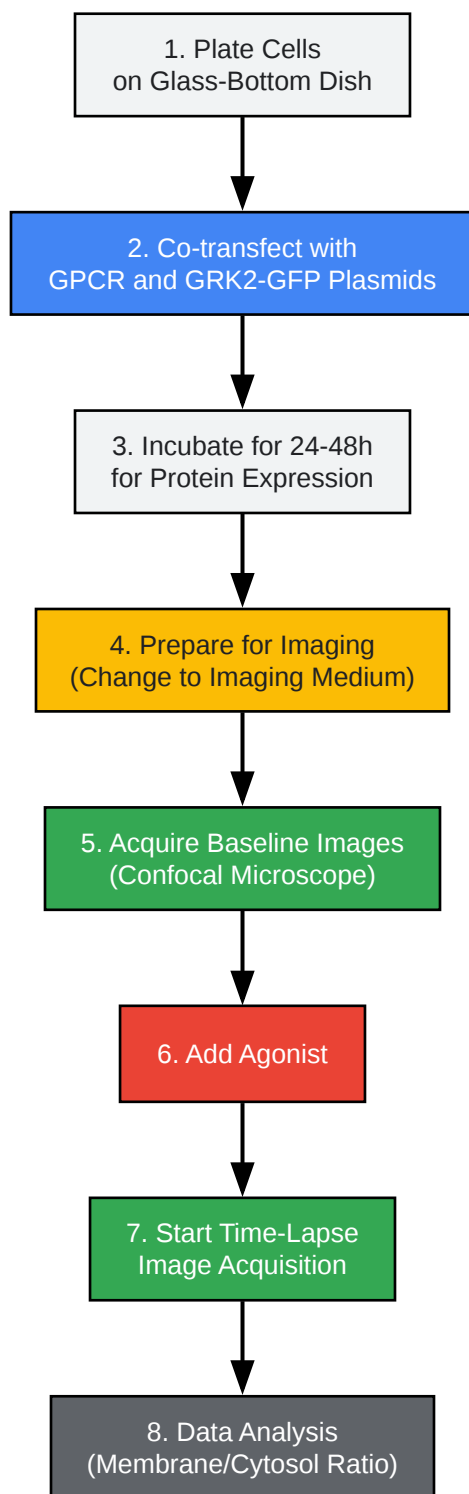 1. Plate Cells
on Glass-Bottom Dish
2. Co-transfect with
GPCR and GRK2-GFP Plasmids
3. Incubate for 24-48h
for Protein Expression
4. Prepare for Imaging
(Change to Imaging Medium)
5. Acquire Baseline Images
(Confocal Microscope)
6. Add Agonist
7. Start Time-Lapse
Image Acquisition
8. Data Analysis
(Membrane/Cytosol Ratio)